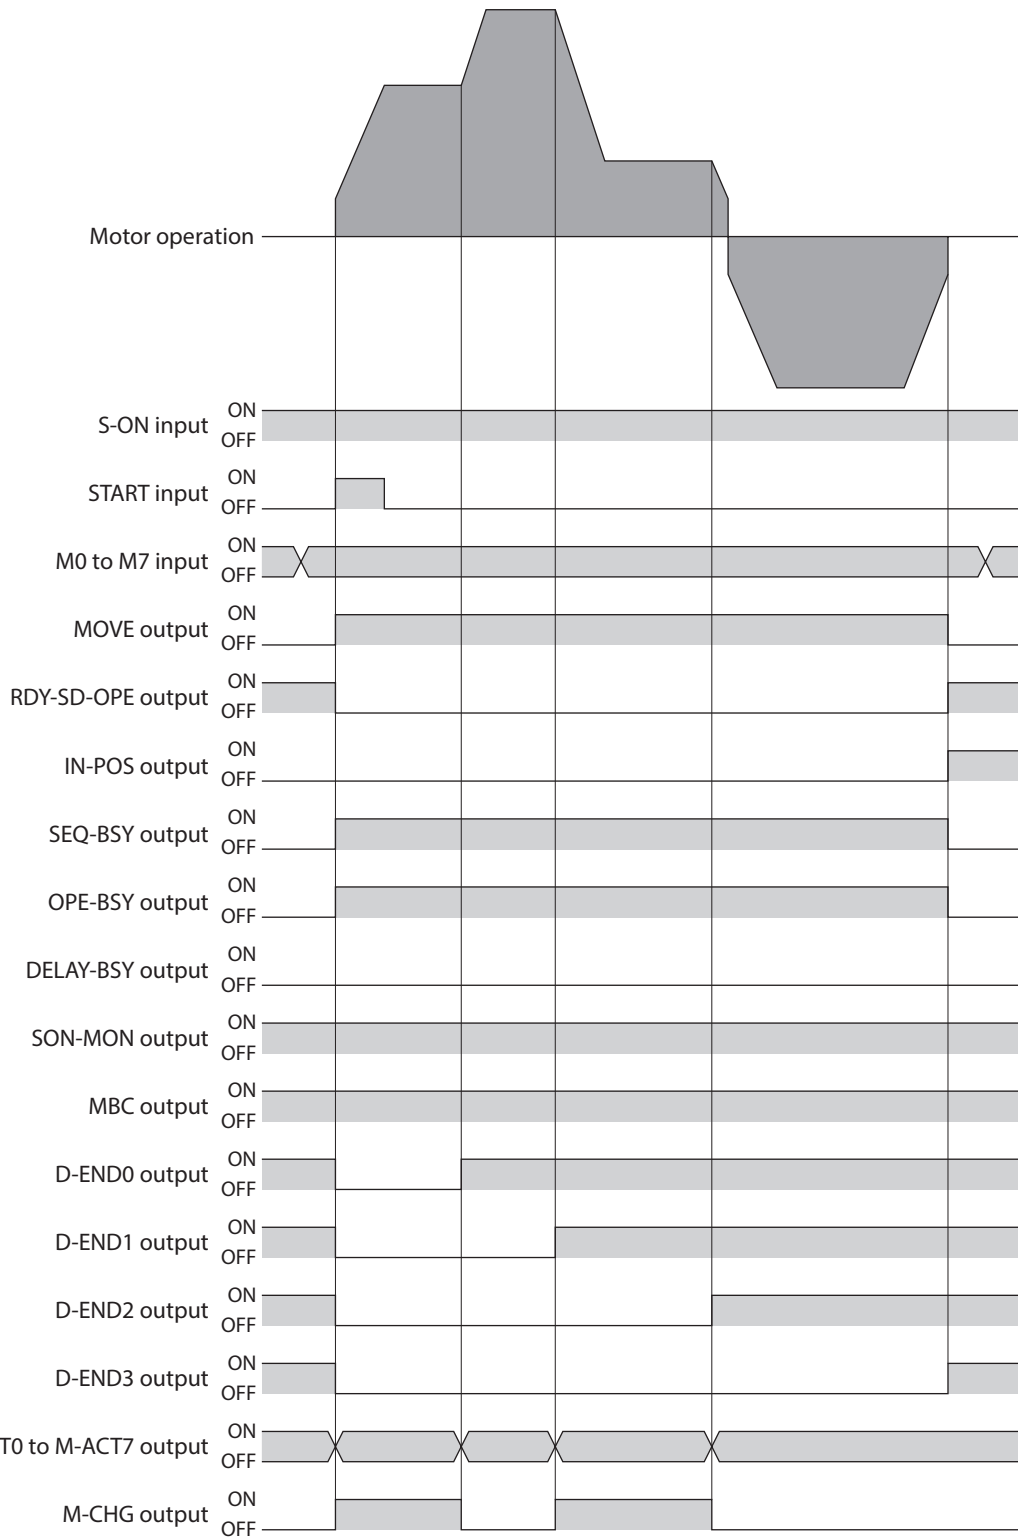 Motor operation
S-ON input ON
OFF
START input ON
OFF
M0 to M7 input ON
OFF
MOVE output ON
OFF
RDY-SD-OPE output ON
OFF
IN-POS output ON
OFF
SEQ-BSY output ON
OFF
OPE-BSY output ON
OFF
DELAY-BSY output ON
OFF
SON-MON output ON
OFF
MBC output ON
OFF
D-END0 output ON
OFF
D-END1 output ON
OFF
D-END2 output ON
OFF
D-END3 output ON
OFF
T0 to M-ACT7 output ON
OFF
M-CHG output ON
OFF